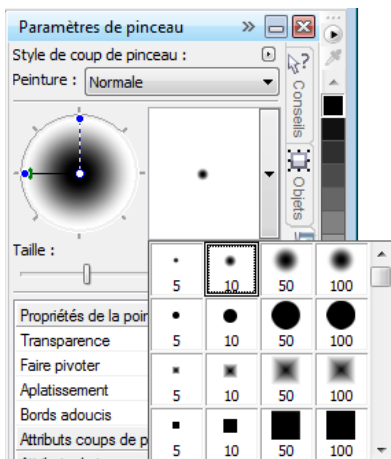 Paramètres de pinceau
Style de coup de pinceau :
Peinture : Normale
Conseils
Objets
Taille :
5 10 50 100
5 10 50 100
5 10 50 100
5 10 50 100
Propriétés de la poin
Transparence
Faire pivoter
Aplatissement
Bords adoucis
Attributs coups de p